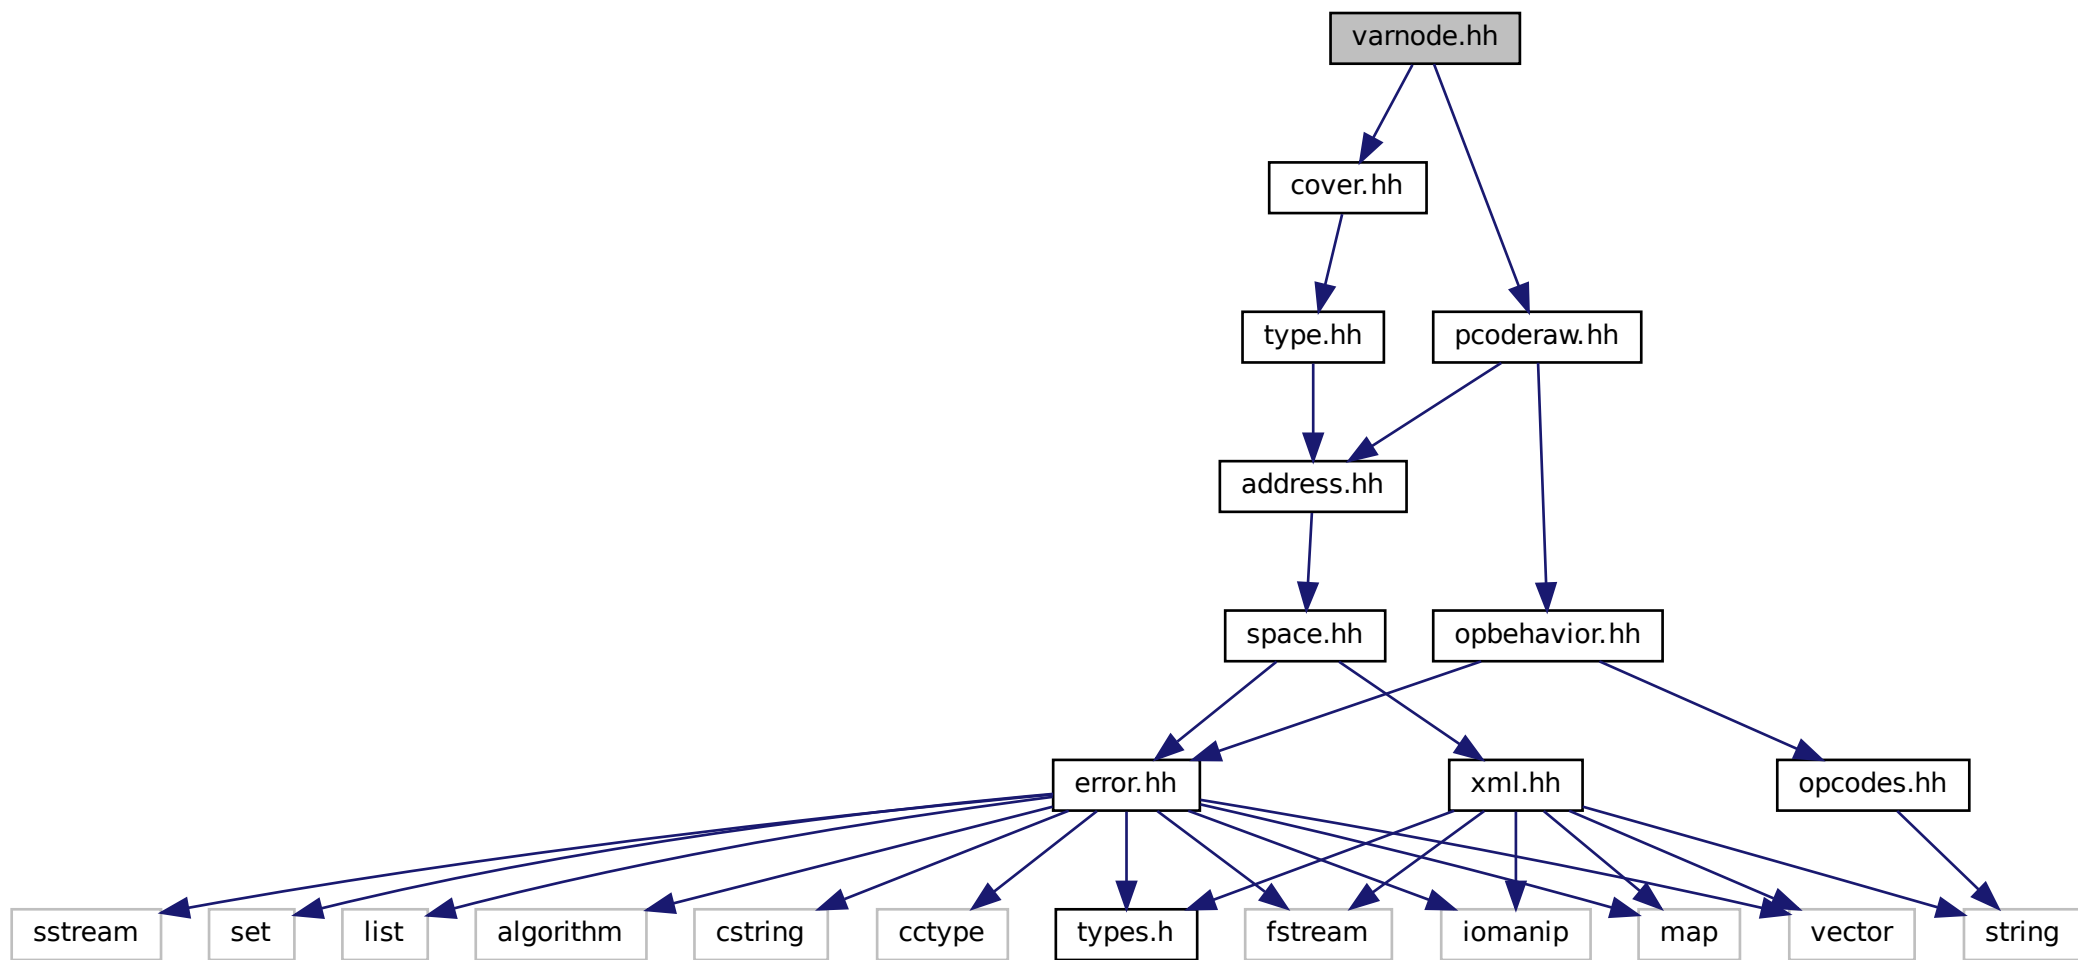 varnode.hh
cover.hh
type.hh
pcoderaw.hh
address.hh
space.hh
opbehavior.hh
error.hh
xml.hh
opcodes.hh
sstream
set
list
algorithm
cstring
cctype
types.h
fstream
iomanip
map
vector
string